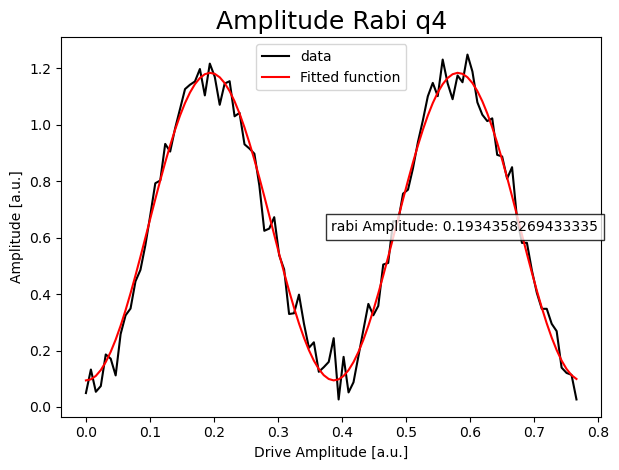 Amplitude Rabi q4
data
Fitted function
rabi Amplitude: 0.1934358269433335
Amplitude [a.u.]
1.2
1.0
0.8
0.6
0.4
0.2
0.0
0.0 0.1 0.2 0.3 0.4 0.5 0.6 0.7 0.8
Drive Amplitude [a.u.]